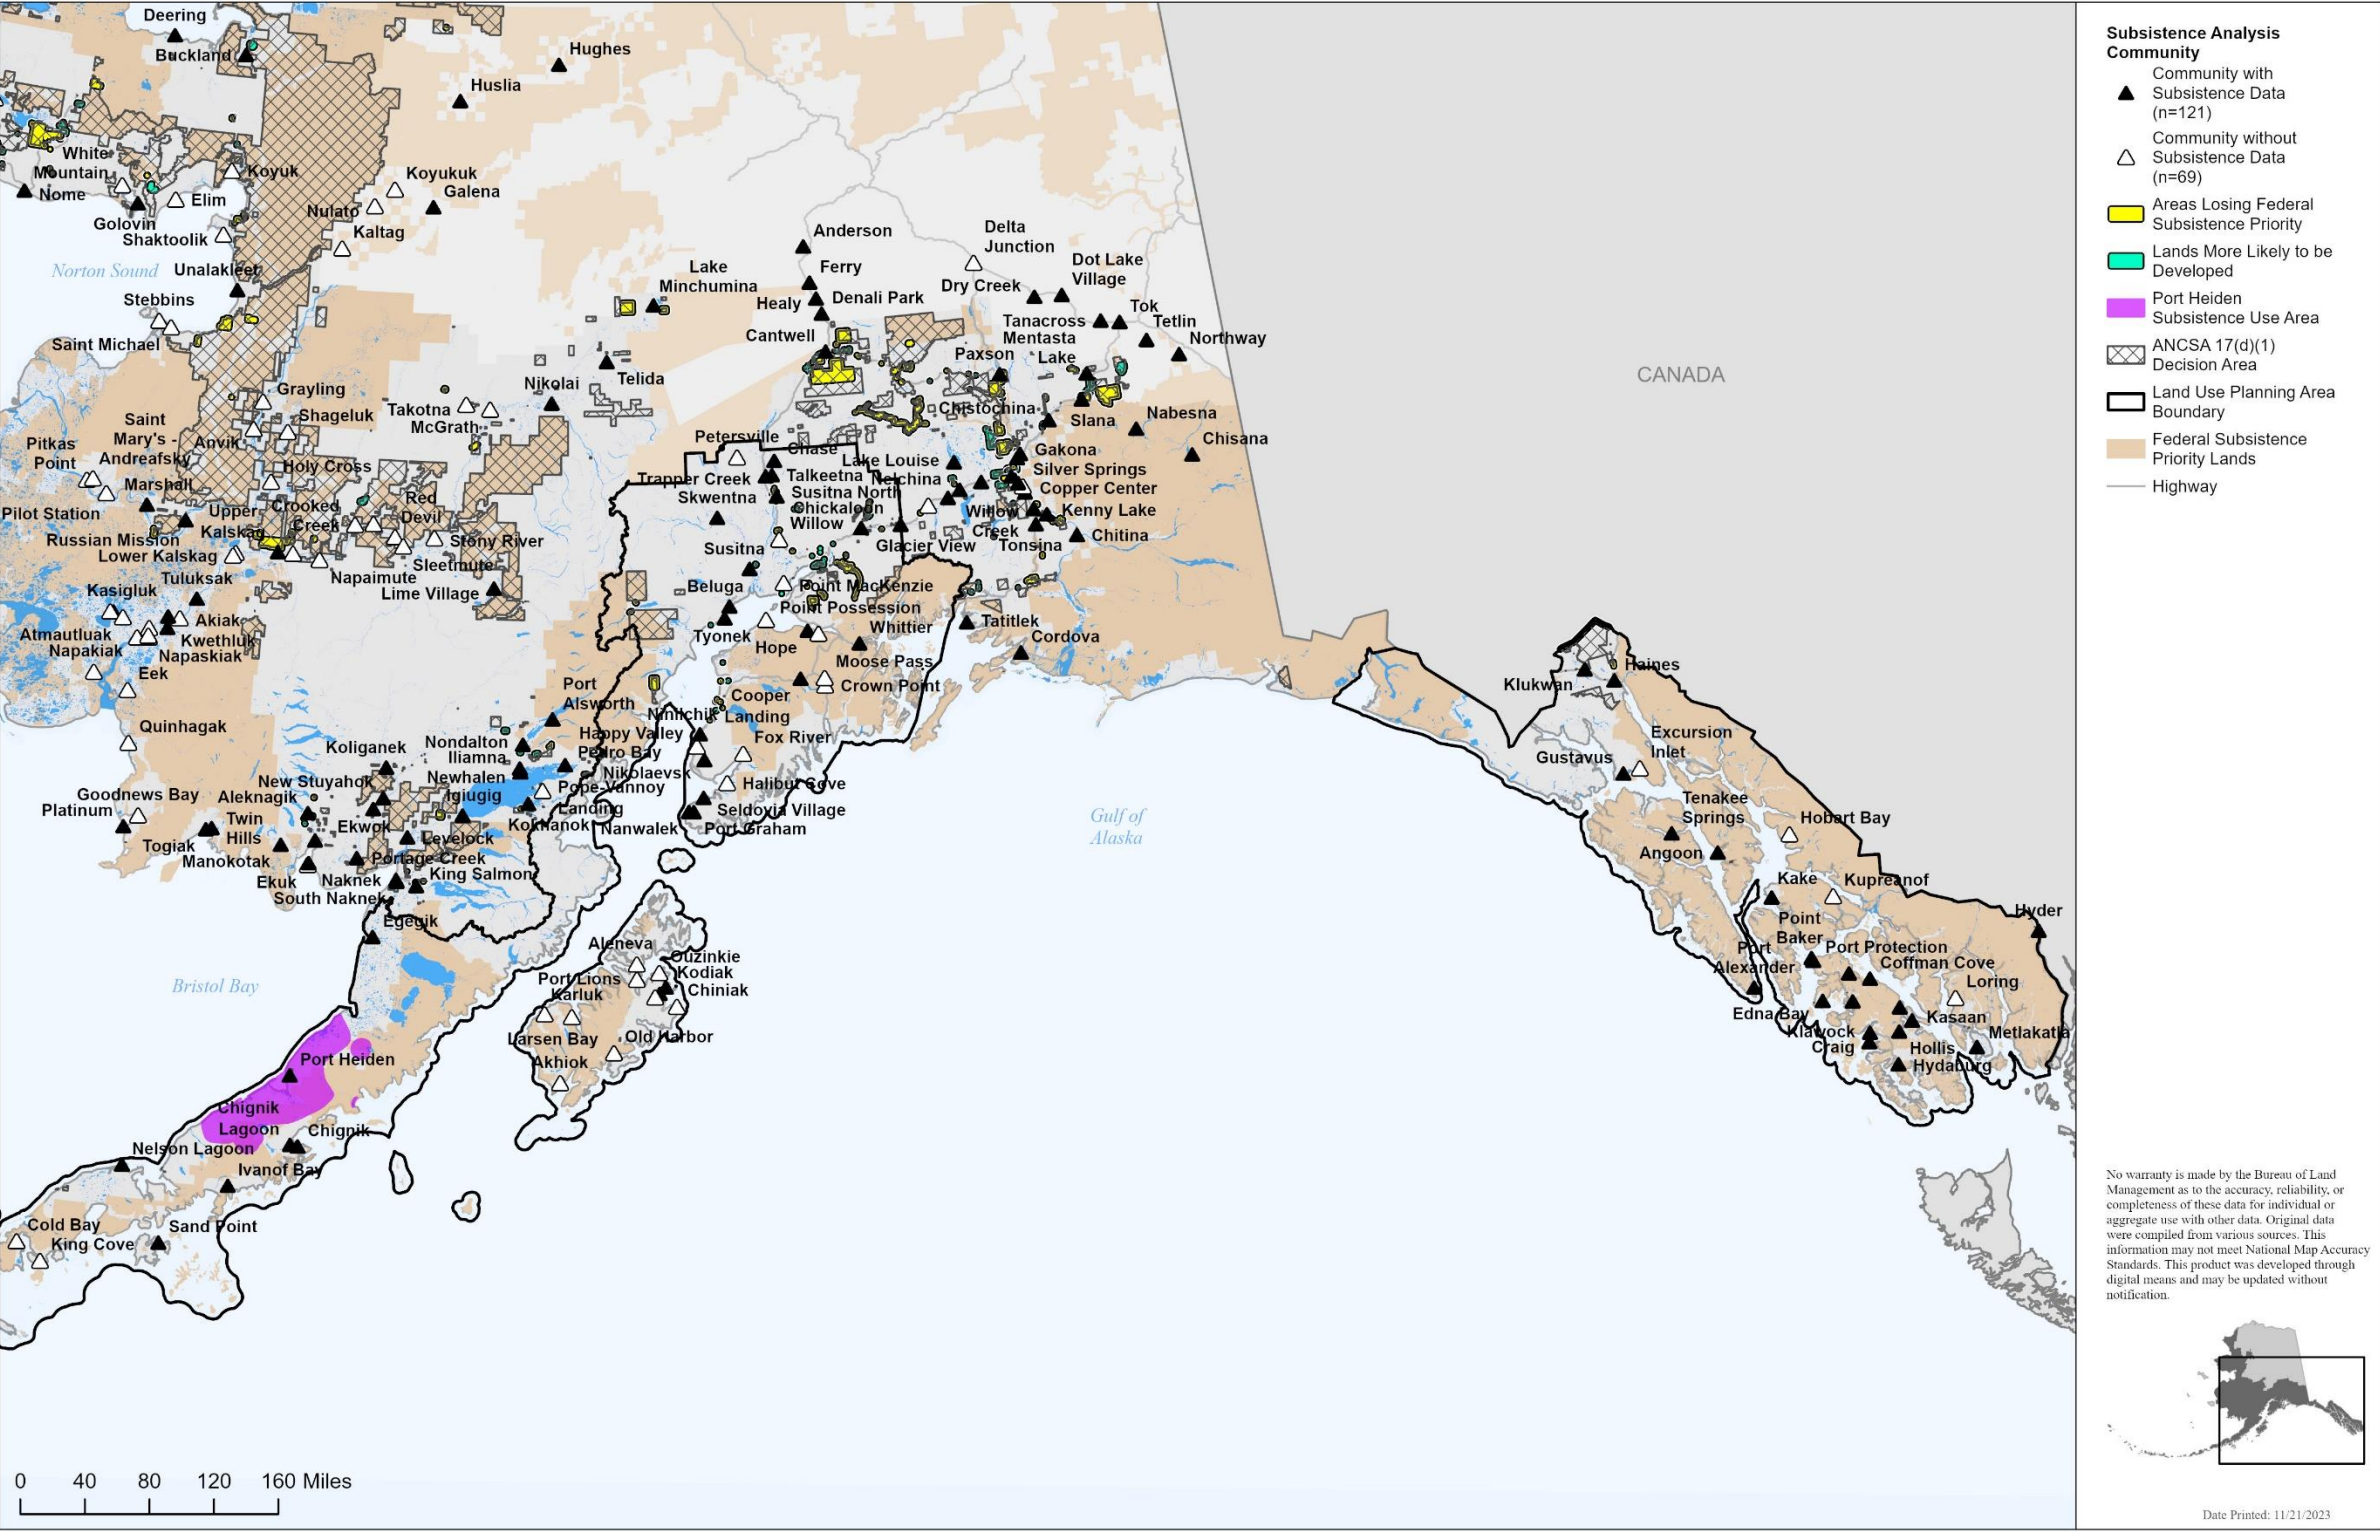 Deering
Buckland
Hughes
Huslia
White
Mountain
Nome
Koyuk
Koyukuk
Galena
Elim
Nulato
Golovin
Shaktoolik
Kaltag
Norton Sound
Unalakleet
Stebbins
Saint Michael
Anderson
Delta
Junction
Ferry
Lake
Minchumina
Healy
Denali Park
Dot Lake
Village
Dry Creek
Tok
Tanacross
Tetlin
Cantwell
Mentasta
Lake
Northway
Paxson
Nikolai
Telida
CANADA
Grayling
Shageluk
Takotna
McGrath
Saint
Mary's -
Andreafsky
Pitkas
Point
Anvik
Chistochina
Slana
Nabesna
Chisana
Petersville
Chase
Lake Louise
Gakona
Holy Cross
Trapper Creek
Talkeetna
Nelchina
Silver Springs
Marshall
Skwentna
Susitna North
Copper Center
Red
Devil
Crooked
Creek
Chickaloon
Willow
Willow
Creek
Kenny Lake
Pilot Station
Upper
Kalskag
Russian Mission
Lower Kalskag
Stony River
Susitna
Glacier View
Tonsina
Chitina
Sleetmute
Tuluksak
Napaimute
Lime Village
Kasigluk
Beluga
Point MacKenzie
Point Possession
Akiak
Atmautluak
Kwethluk
Napakiak
Napaskiak
Tyonek
Whittier
Tatitlek
Hope
Cordova
Eek
Moose Pass
Crown Point
Haines
Klukwan
Port
Alsworth
Cooper
Landing
Ninilchik
Quinhagak
Happy Valley
Fox River
Excursion
Inlet
Koliganek
Nondalton
Iliamna
Pedro Bay
Gustavus
New Stuyahok
Newhalen
Nikolaevsk
Halibut Cove
Goodnews Bay
Aleknagik
Igiugig
Pope-Vannoy
Landing
Platinum
Twin
Hills
Ekwok
Kokhanok
Nanwalek
Seldovia Village
Port Graham
Gulf of
Alaska
Tenakee
Springs
Hobart Bay
Togiak
Levelock
Manokotak
Portage Creek
Angoon
Ekuk
Naknek
King Salmon
South Naknek
Kake
Kupreanof
Egegik
Point
Baker
Hyder
Aleneva
Port
Alexander
Port Protection
Ouzinkie
Coffman Cove
Bristol Bay
Port Lions
Kodiak
Karluk
Chiniak
Loring
Edna Bay
Kasaan
Larsen Bay
Old Harbor
Klawock
Metlakatla
Craig
Hollis
Port Heiden
Akhiok
Hydaburg
Chignik
Lagoon
Chignik
Nelson Lagoon
Ivanof Bay
Cold Bay
Sand Point
King Cove
0 40 80 120 160 Miles
Subsistence Analysis
Community
Community with
Subsistence Data
(n=121)
Community without
Subsistence Data
(n=69)
Areas Losing Federal
Subsistence Priority
Lands More Likely to be
Developed
Port Heiden
Subsistence Use Area
ANCSA 17(d)(1)
Decision Area
Land Use Planning Area
Boundary
Federal Subsistence
Priority Lands
Highway
No warranty is made by the Bureau of Land
Management as to the accuracy, reliability, or
completeness of these data for individual or
aggregate use with other data. Original data
were compiled from various sources. This
information may not meet National Map Accuracy
Standards. This product was developed through
digital means and may be updated without
notification.
Date Printed: 11/21/2023